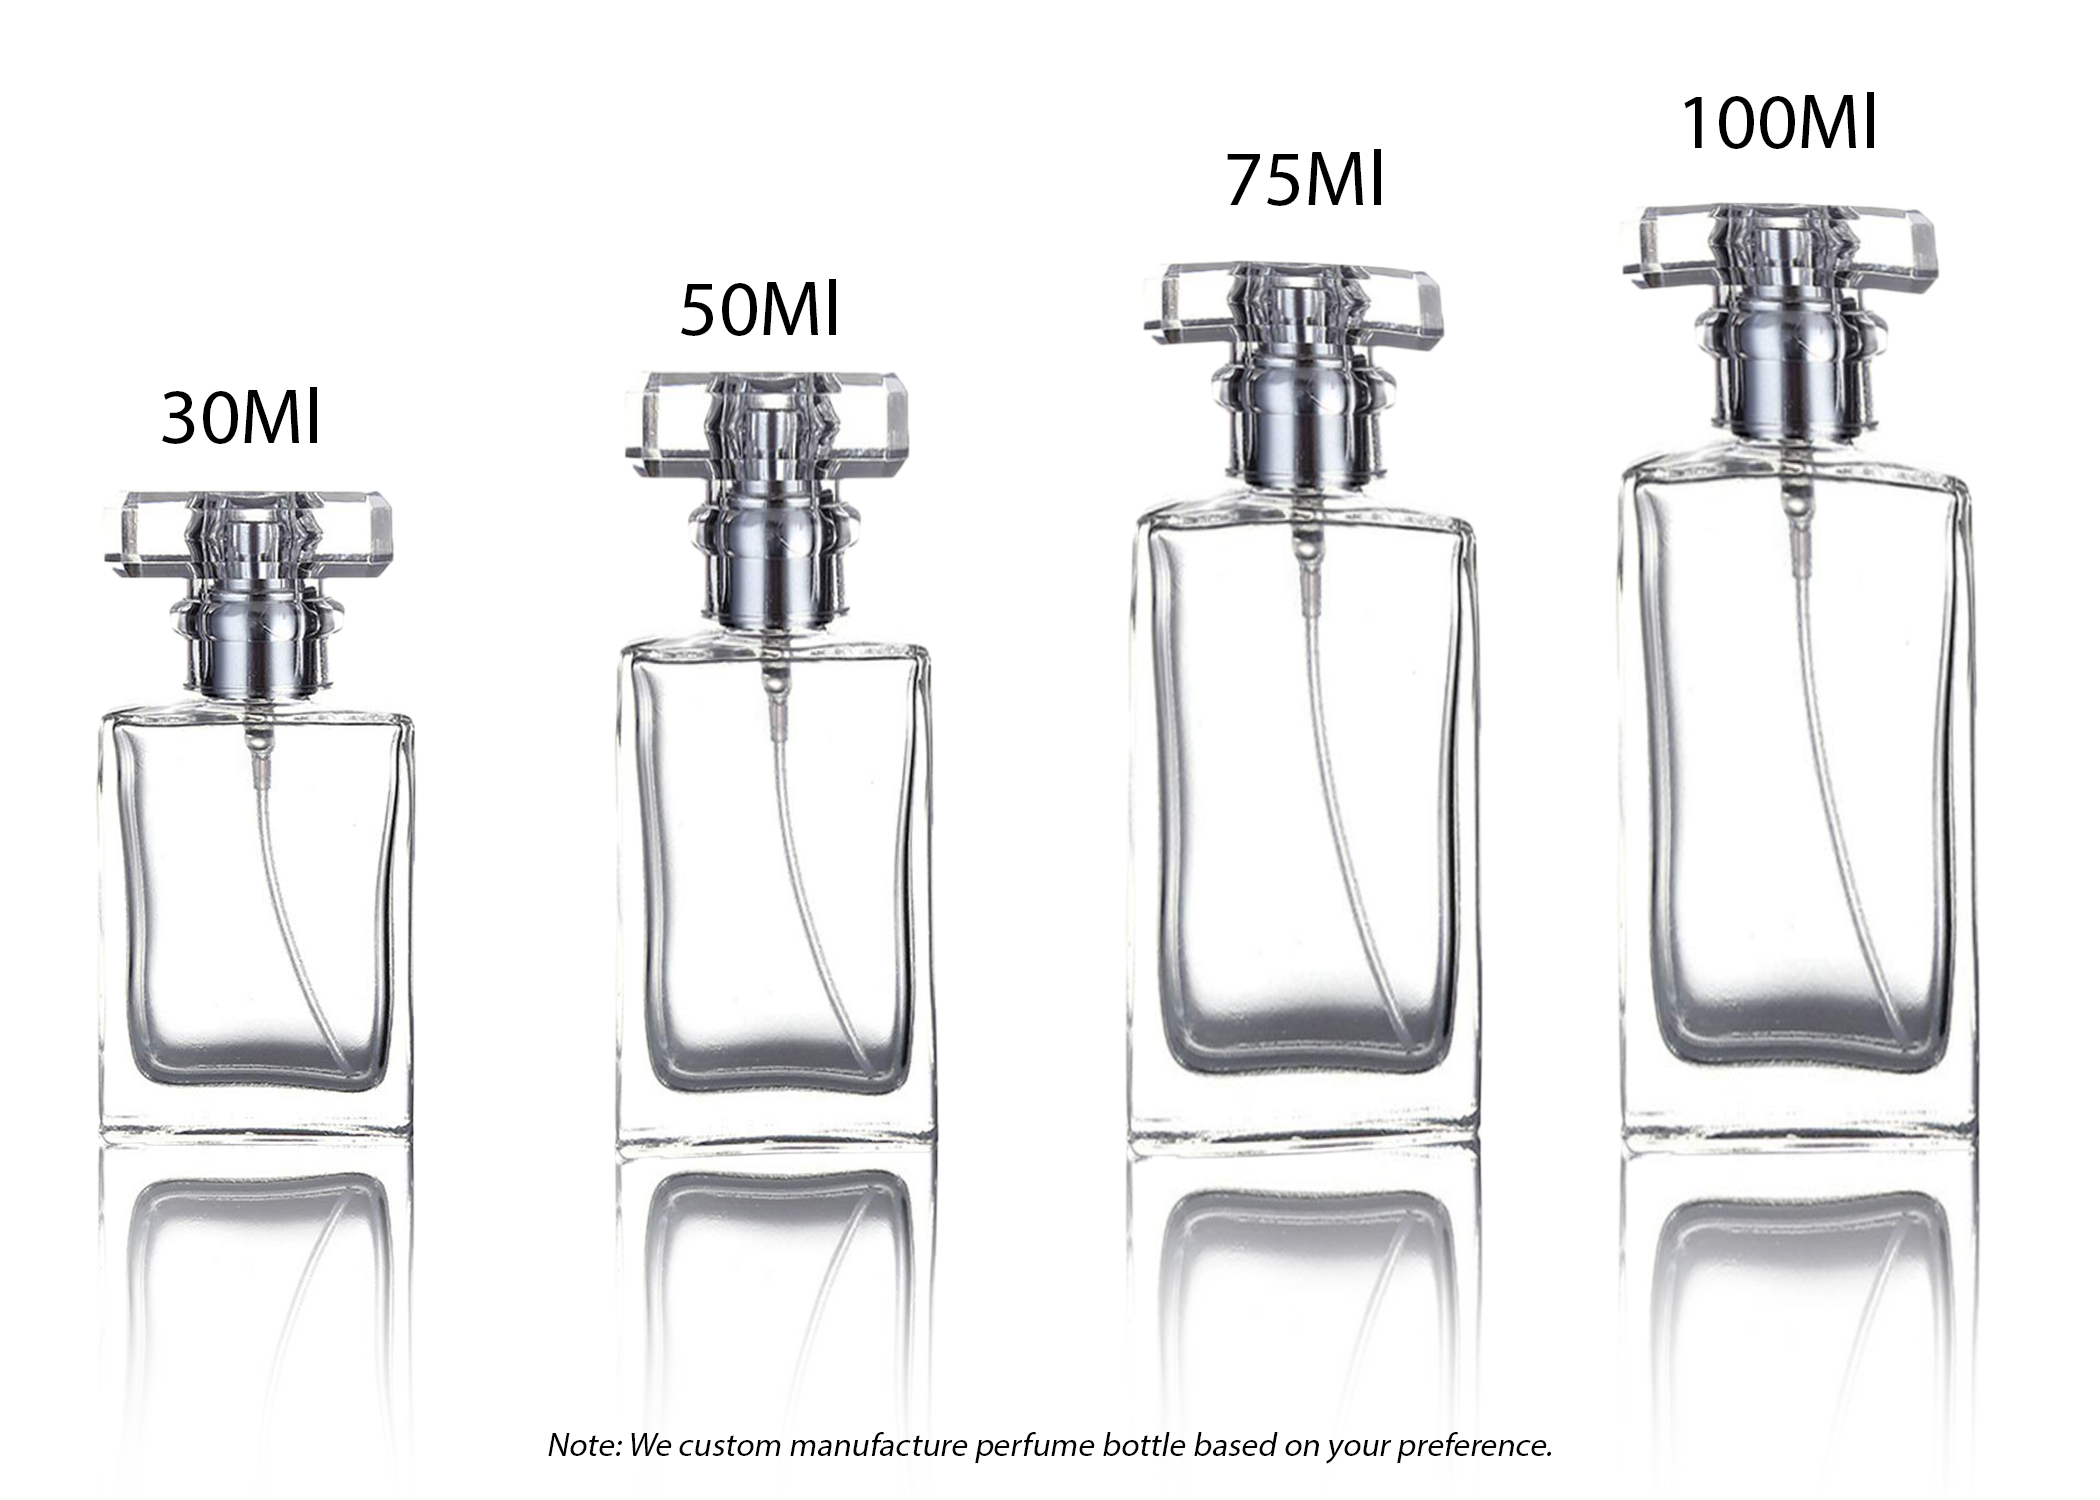 30Ml
50Ml
75Ml
100Ml
Note: We custom manufacture perfume bottle based on your preference.